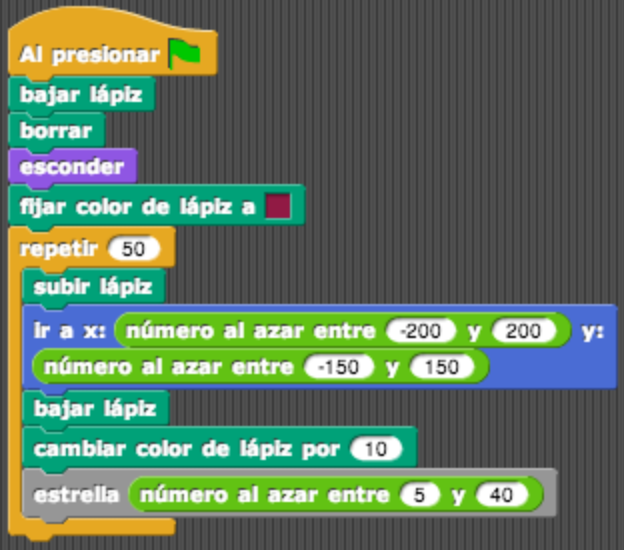 Al presionar
bajar lápiz
borrar
esconder
fijar color de lápiz a
repetir 50
subir lápiz
ir a x: número al azar entre -200 y 200 y:
número al azar entre -150 y 150
bajar lápiz
cambiar color de lápiz por 10
estrella número al azar entre 5 y 40